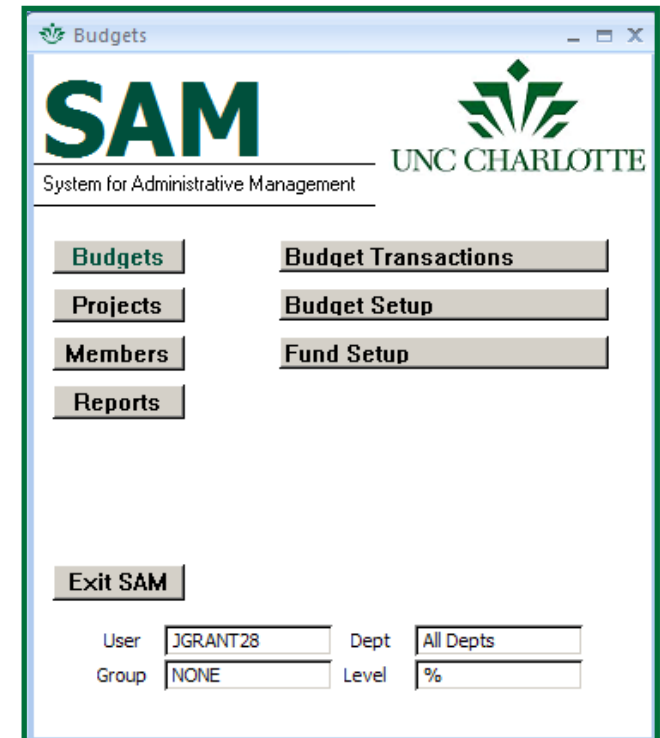 Budgets
SAM
UNC CHARLOTTE
System for Administrative Management
Budgets Budget Transactions
Projects Budget Setup
Members Fund Setup
Reports
Exit SAM
User JGRANT28 Dept All Depts
Group NONE Level %